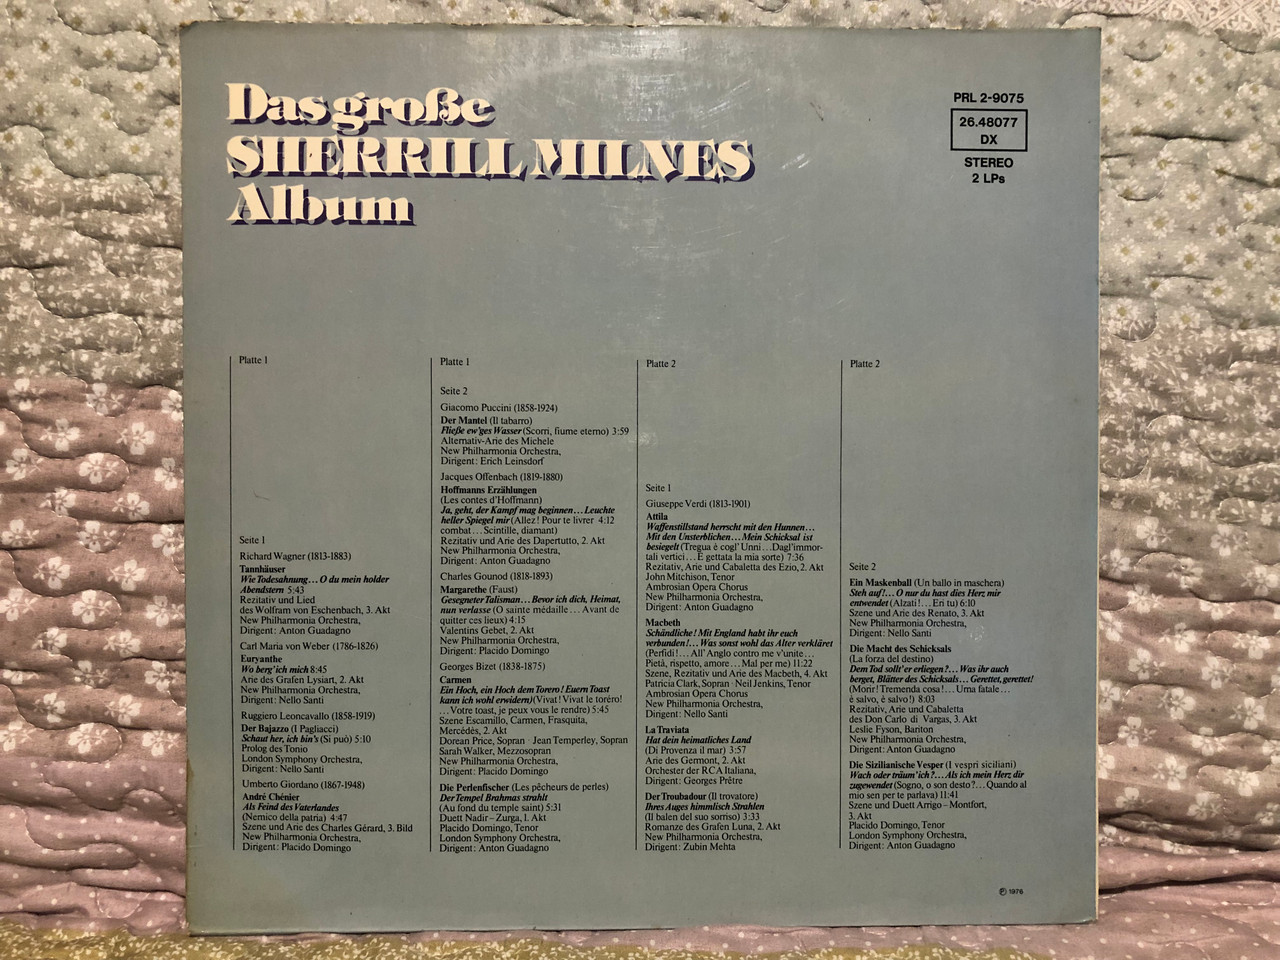 Das große
SHERRILL MILNES
Album
PRL 2-9075
26.48077
DX
STEREO
2 LPs
Platte 1
Seite 1
Richard Wagner (1813-1883)
Tannhäuser
Wie Todesahnung... O du mein holder
Abendstern 5:43
Rezitativ und Lied
des Wolfram von Eschenbach, 3. Akt
New Philharmonia Orchestra,
Dirigent: Anton Guadagno
Carl Maria von Weber (1786-1826)
Euryanthe
Wo berg' ich mich 8:45
Arie des Grafen Lysiart, 2. Akt
New Philharmonia Orchestra,
Dirigent: Nello Santi
Ruggiero Leoncavallo (1858-1919)
Der Bajazzo (I Pagliacci)
Schaut her, ich bin's (Si può) 5:10
Prolog des Tonio
London Symphony Orchestra,
Dirigent: Nello Santi
Umberto Giordano (1867-1948)
André Chénier
Als Feind des Vaterlandes
(Nemico della patria) 4:47
Szene und Arie des Charles Gérard, 3. Bild
New Philharmonia Orchestra,
Dirigent: Placido Domingo
Platte 1
Seite 2
Giacomo Puccini (1858-1924)
Der Mantel (Il tabarro)
Fließe ew'ges Wasser (Scorri, fiume eterno) 3:59
Alternativ-Arie des Michele
New Philharmonia Orchestra,
Dirigent: Erich Leinsdorf
Jacques Offenbach (1819-1880)
Hoffmanns Erzählungen
(Les contes d'Hoffmann)
Ja, geht, der Kampf mag beginnen... Leuchte
heller Spiegel mir (Allez! Pour te livrer 4:12
combat... Scintille, diamant)
Rezitativ und Arie des Dapertutto, 2. Akt
New Philharmonia Orchestra,
Dirigent: Anton Guadagno
Charles Gounod (1818-1893)
Margarethe (Faust)
Gesegneter Talisman... Bevor ich dich, Heimat,
nun verlasse (O sainte médaille... Avant de
quitter ces lieux) 4:15
Valentins Gebet, 2. Akt
New Philharmonia Orchestra,
Dirigent: Placido Domingo
Georges Bizet (1838-1875)
Carmen
Ein Hoch, ein Hoch dem Torero! Euern Toast
kann ich wohl erwidern) (Vivat! Vivat le toréro!
... Votre toast, je peux vous le rendre) 5:45
Szene Escamillo, Carmen, Frasquita,
Mercédès, 2. Akt
Dorean Price, Sopran · Jean Temperley, Sopran
Sarah Walker, Mezzosopran
New Philharmonia Orchestra,
Dirigent: Placido Domingo
Die Perlenfischer (Les pêcheurs de perles)
Der Tempel Brahmas strahlt
(Au fond du temple saint) 5:31
Duett Nadir – Zurga, 1. Akt
Placido Domingo, Tenor
London Symphony Orchestra,
Dirigent: Anton Guadagno
Platte 2
Seite 1
Giuseppe Verdi (1813-1901)
Attila
Waffenstillstand herrscht mit den Hunnen...
Mit den Unsterblichen... Mein Schicksal ist
besiegelt (Tregua è cogl' Unni... Dagl'immor-
tali vertici... È gettata la mia sorte) 7:36
Rezitativ, Arie und Cabaletta des Ezio, 2. Akt
John Mitchison, Tenor
Ambrosian Opera Chorus
New Philharmonia Orchestra,
Dirigent: Anton Guadagno
Macbeth
Schändliche! Mit England habt ihr euch
verbunden!... Was sonst wohl das Alter verkläret
(Perfidi!... All' Anglo contro me v'unite...
Pietà, rispetto, amore... Mal per me) 11:22
Szene, Rezitativ und Arie des Macbeth, 4. Akt
Patricia Clark, Sopran · Neil Jenkins, Tenor
Ambrosian Opera Chorus
New Philharmonia Orchestra,
Dirigent: Nello Santi
La Traviata
Hat dein heimatliches Land
(Di Provenza il mar) 3:57
Arie des Germont, 2. Akt
Orchester der RCA Italiana,
Dirigent: Georges Prêtre
Der Troubadour (Il trovatore)
Ihres Auges himmlisch Strahlen
(Il balen del suo sorriso) 3:33
Romanze des Grafen Luna, 2. Akt
New Philharmonia Orchestra,
Dirigent: Zubin Mehta
Platte 2
Seite 2
Ein Maskenball (Un ballo in maschera)
Steh auf!... O nur du hast dies Herz mir
entwendet (Alzati!... Eri tu) 6:10
Szene und Arie des Renato, 3. Akt
New Philharmonia Orchestra,
Dirigent: Nello Santi
Die Macht des Schicksals
(La forza del destino)
Dem Tod sollt' er erliegen?... Was ihr auch
berget, Blätter des Schicksals... Gerettet, gerettet!
(Morir! Tremenda cosa!... Urna fatale...
è salvo, è salvo!) 8:03
Rezitativ, Arie und Cabaletta
des Don Carlo di Vargas, 3. Akt
Leslie Fyson, Bariton
New Philharmonia Orchestra,
Dirigent: Anton Guadagno
Die Sizilianische Vesper (I vespri siciliani)
Wach oder träum' ich?... Als ich mein Herz dir
zugewendet (Sogno, o son desto?... Quando al
mio sen per te parlava) 11:41
Szene und Duett Arrigo – Montfort,
3. Akt
Placido Domingo, Tenor
London Symphony Orchestra,
Dirigent: Anton Guadagno
℗ 1976